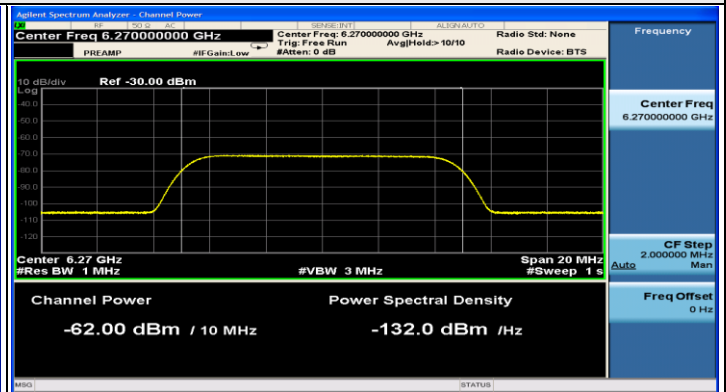 Agilent Spectrum Analyzer - Channel Power
RF 50 Ω AC SENSE:INT ALIGN AUTO
Center Freq 6.270000000 GHz
Center Freq: 6.270000000 GHz
Radio Std: None
Trig: Free Run Avg|Hold:>10/10
PREAMP #IFGain:Low #Atten: 0 dB
Radio Device: BTS
Frequency
10 dB/div Ref -30.00 dBm
Log
-40.0
-50.0
-60.0
-70.0
-80.0
-90.0
-100
-110
-120
Center Freq
6.270000000 GHz
Center 6.27 GHz Span 20 MHz
#Res BW 1 MHz #VBW 3 MHz #Sweep 1 s
CF Step
2.000000 MHz
Auto Man
Channel Power Power Spectral Density
-62.00 dBm / 10 MHz -132.0 dBm /Hz
Freq Offset
0 Hz
MSG STATUS